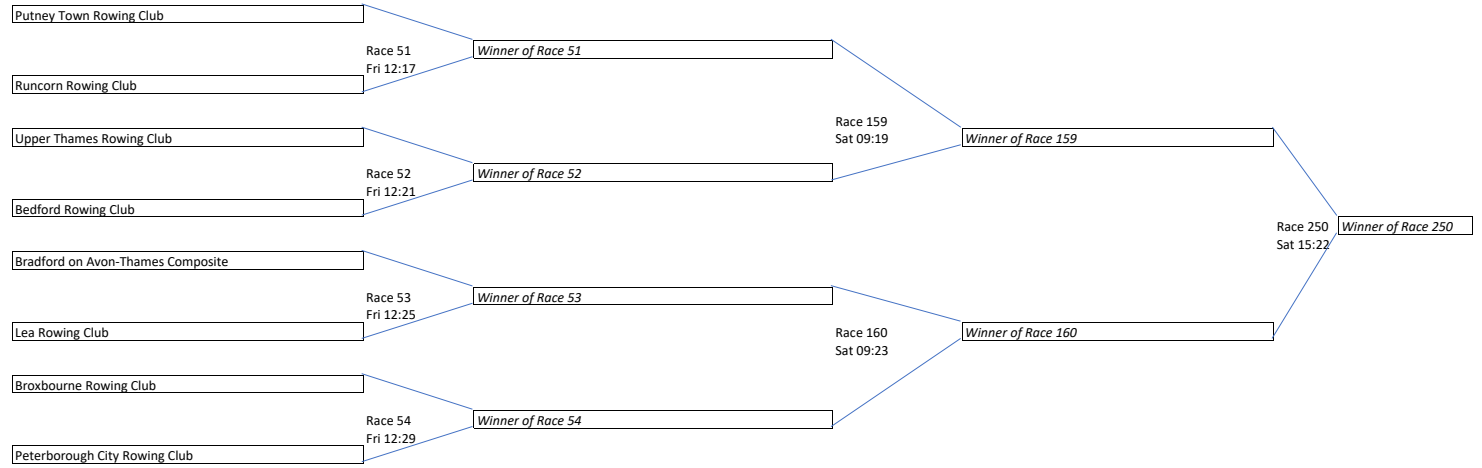 Putney Town Rowing Club
Race 51
Fri 12:17
Winner of Race 51
Runcorn Rowing Club
Race 159
Sat 09:19
Winner of Race 159
Upper Thames Rowing Club
Race 52
Fri 12:21
Winner of Race 52
Bedford Rowing Club
Race 250
Sat 15:22
Winner of Race 250
Bradford on Avon-Thames Composite
Race 53
Fri 12:25
Winner of Race 53
Lea Rowing Club
Race 160
Sat 09:23
Winner of Race 160
Broxbourne Rowing Club
Race 54
Fri 12:29
Winner of Race 54
Peterborough City Rowing Club